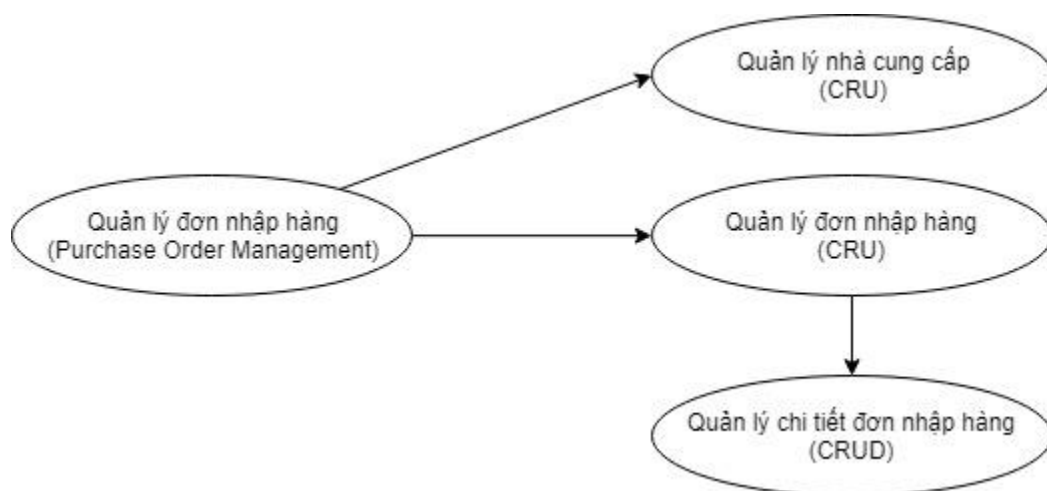 Quản lý nhà cung cấp
(CRU)
Quản lý đơn nhập hàng
(Purchase Order Management)
Quản lý đơn nhập hàng
(CRU)
Quản lý chi tiết đơn nhập hàng
(CRUD)